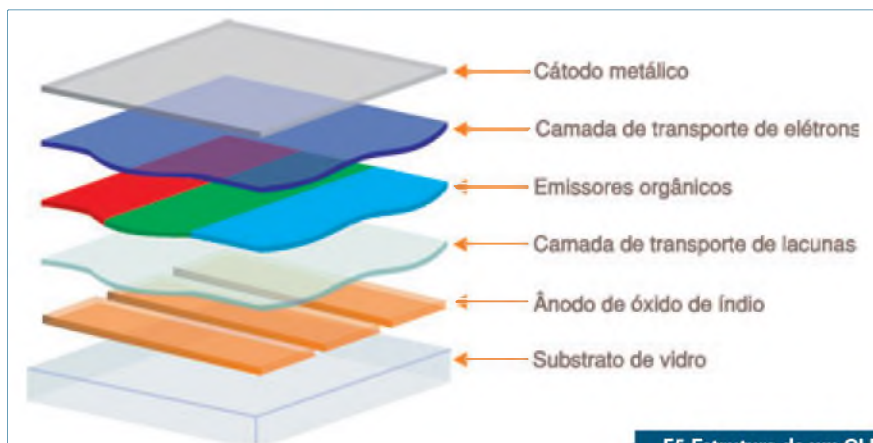 Cátodo metálico
Camada de transporte de elétrons
Emissores orgânicos
Camada de transporte de lacunas
Ânodo de óxido de índio
Substrato de vidro